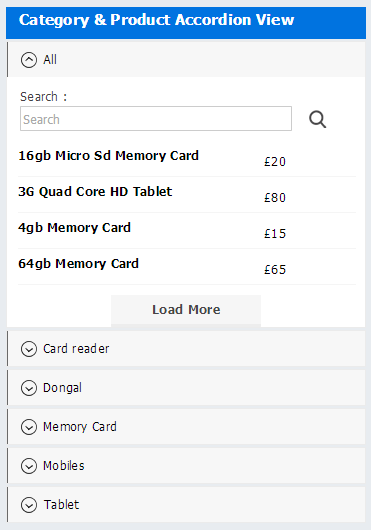 Category & Product Accordion View
All
Search :
Search
16gb Micro Sd Memory Card £20
3G Quad Core HD Tablet £80
4gb Memory Card £15
64gb Memory Card £65
Load More
Card reader
Dongal
Memory Card
Mobiles
Tablet